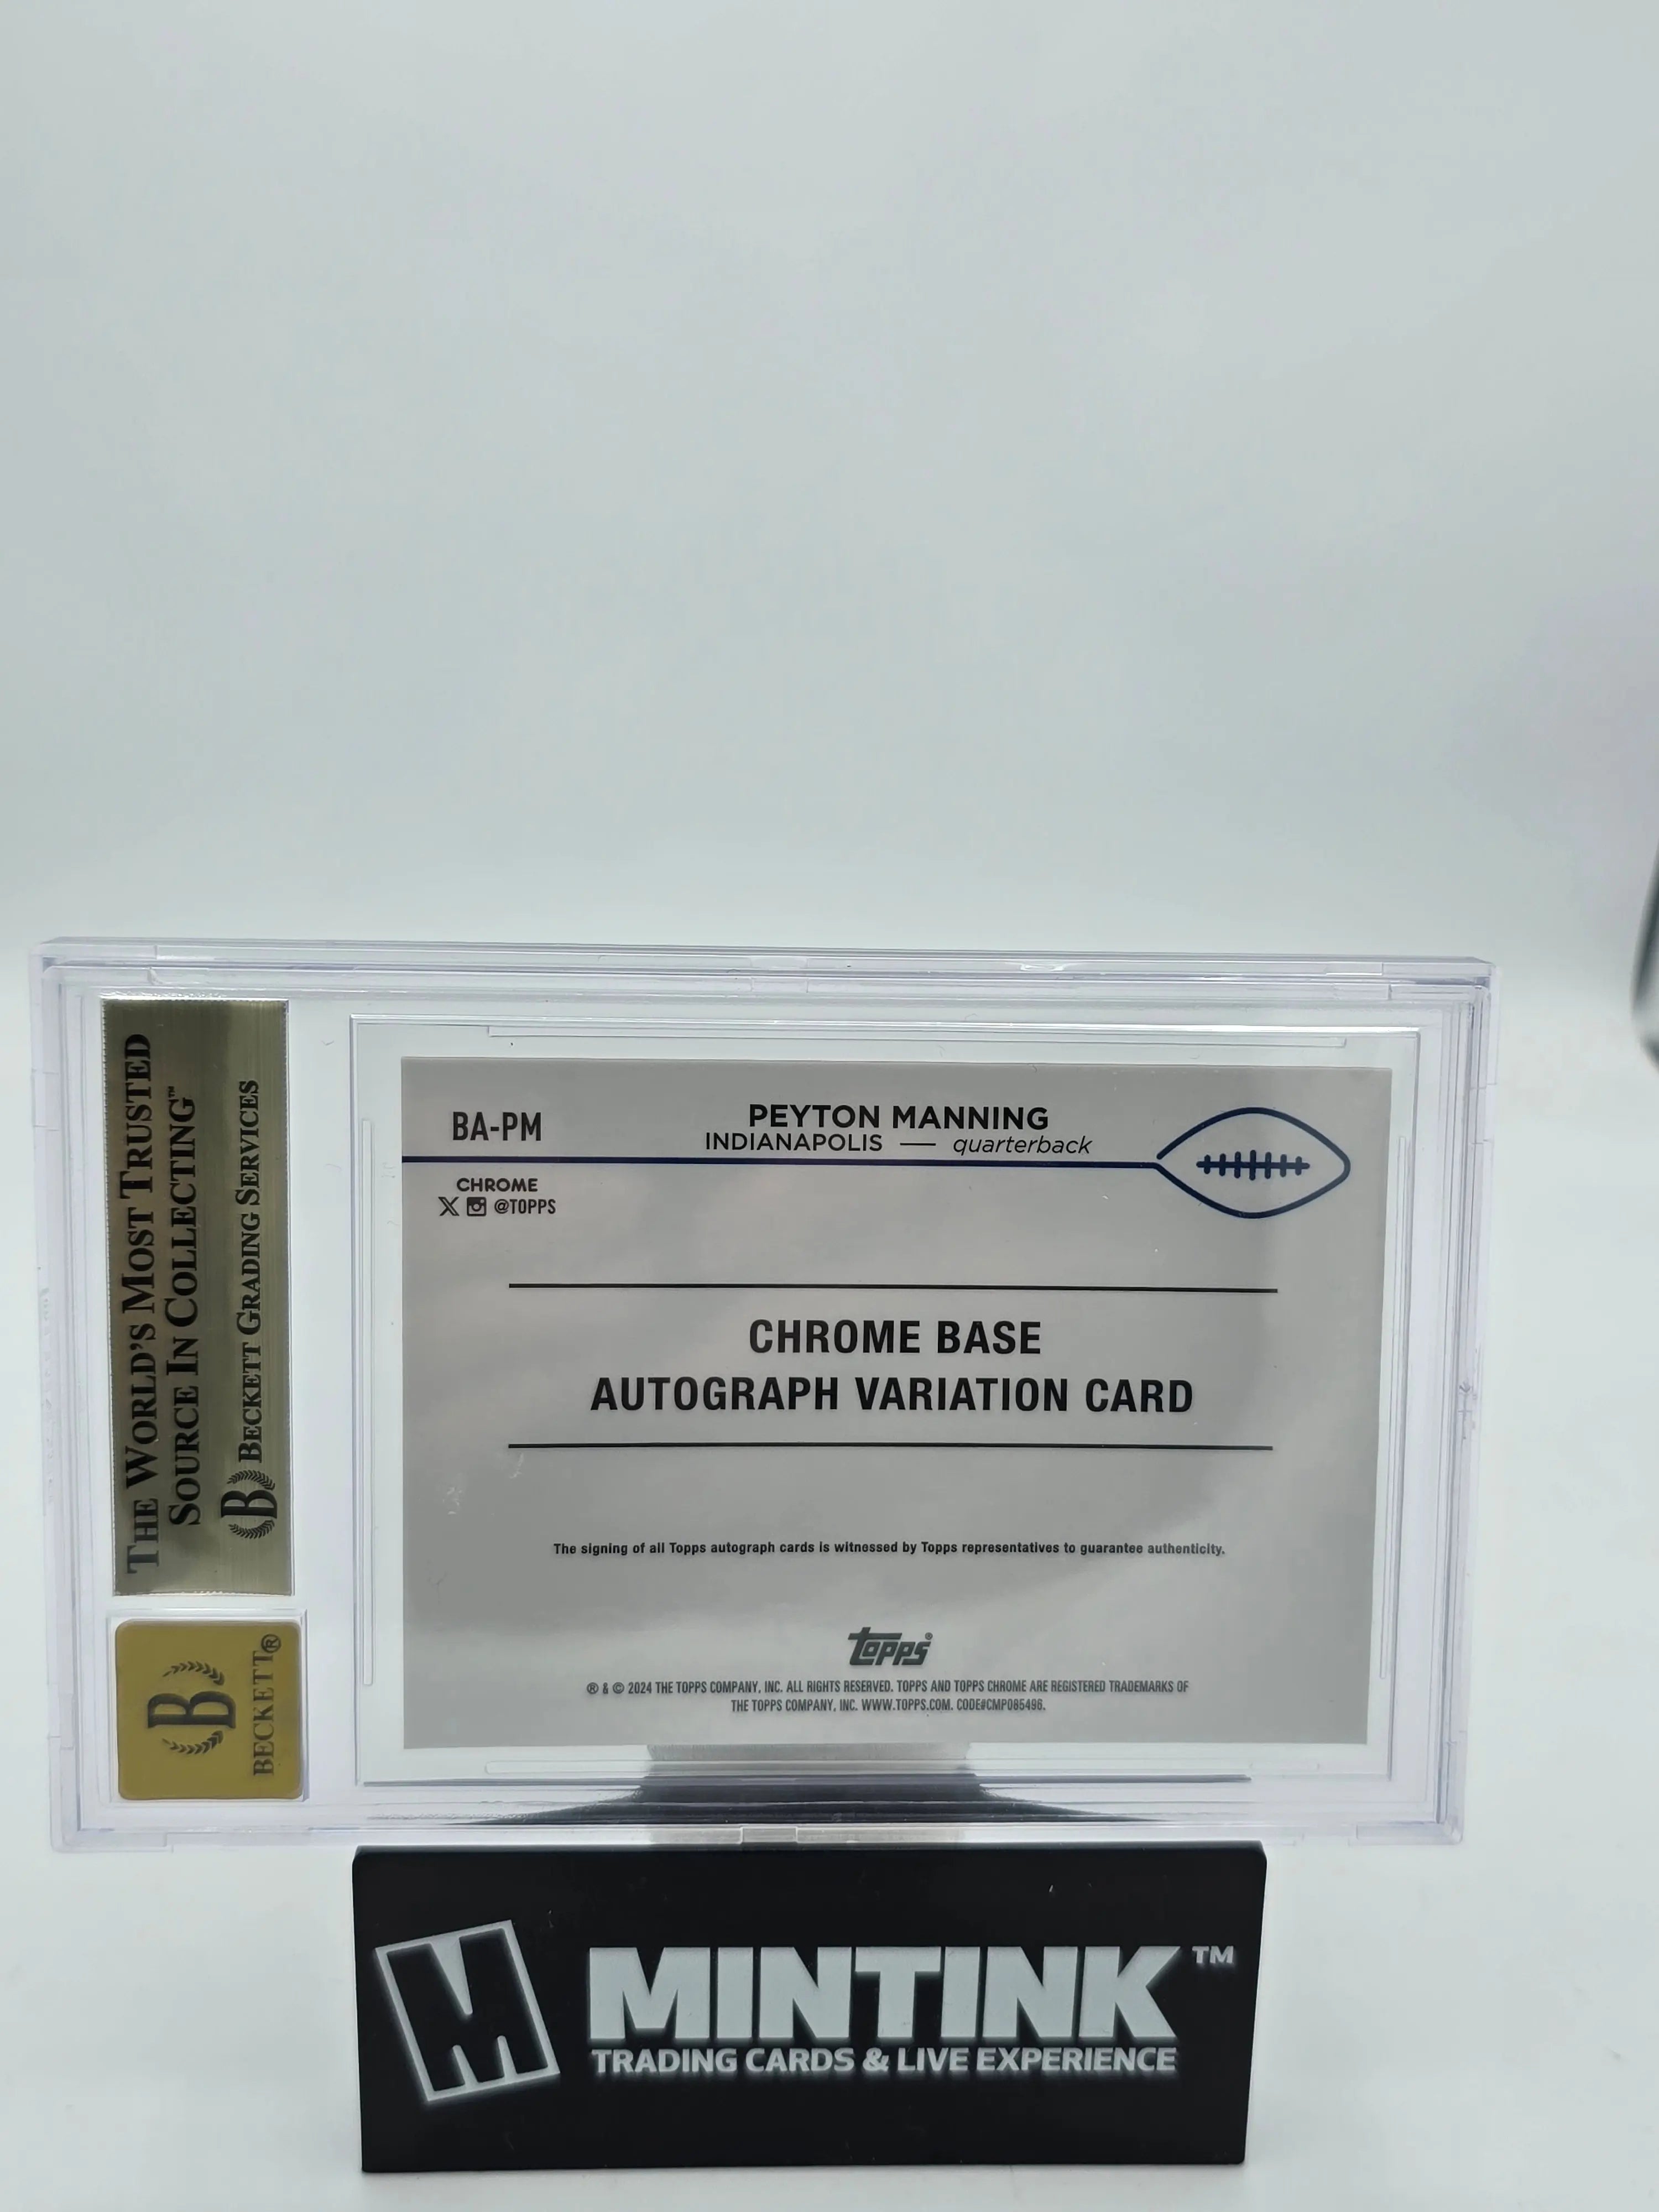 THE WORLD'S MOST TRUSTED
SOURCE IN COLLECTING™
B BECKETT GRADING SERVICES
B
BECKETT®
BA-PM
PEYTON MANNING
INDIANAPOLIS — quarterback
CHROME
X @TOPPS
CHROME BASE
AUTOGRAPH VARIATION CARD
The signing of all Topps autograph cards is witnessed by Topps representatives to guarantee authenticity.
topps®
® & © 2024 THE TOPPS COMPANY, INC. ALL RIGHTS RESERVED. TOPPS AND TOPPS CHROME ARE REGISTERED TRADEMARKS OF
THE TOPPS COMPANY, INC. WWW.TOPPS.COM. CODE#CMP085496.
M MINTINK™
TRADING CARDS & LIVE EXPERIENCE